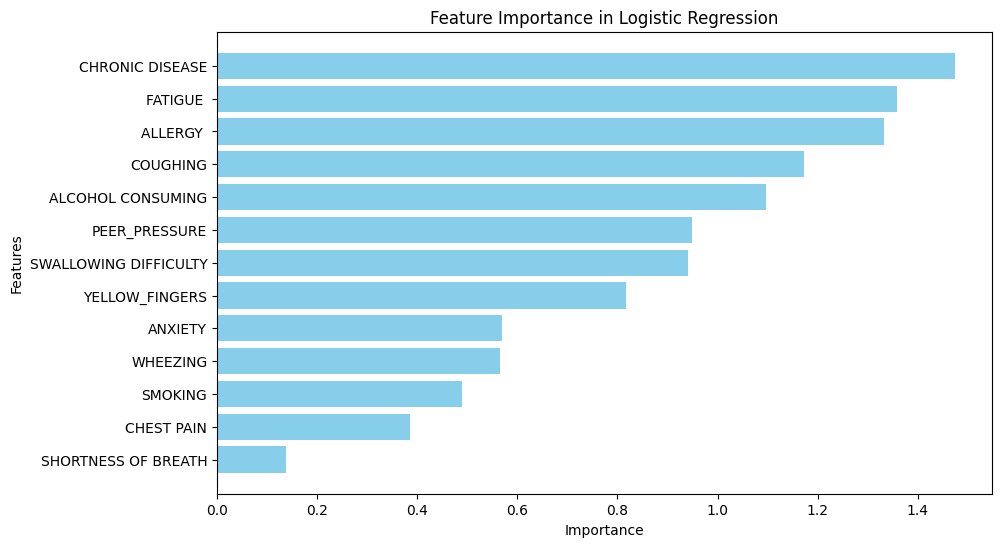 Feature Importance in Logistic Regression
CHRONIC DISEASE
FATIGUE
ALLERGY
COUGHING
ALCOHOL CONSUMING
PEER_PRESSURE
SWALLOWING DIFFICULTY
YELLOW_FINGERS
ANXIETY
WHEEZING
SMOKING
CHEST PAIN
SHORTNESS OF BREATH
Features
0.0 0.2 0.4 0.6 0.8 1.0 1.2 1.4
Importance